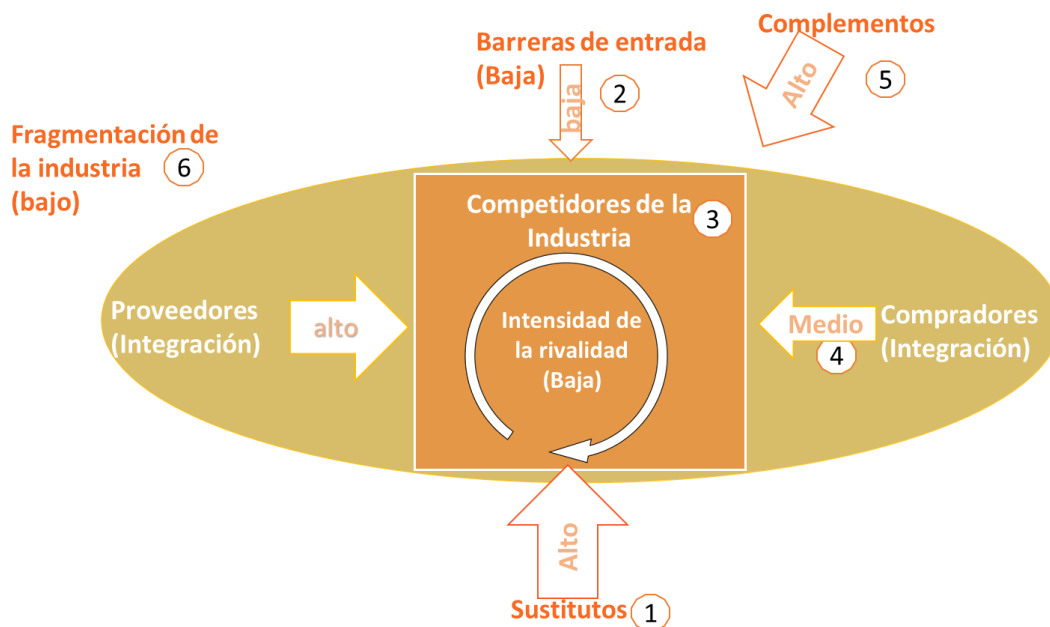 Barreras de entrada
(Baja)
baja
2
Complementos
Alto
5
Fragmentación de
la industria
(bajo)
6
Competidores de la
Industria
3
Proveedores
(Integración)
alto
Intensidad de
la rivalidad
(Baja)
Medio
4
Compradores
(Integración)
Alto
Sustitutos
1